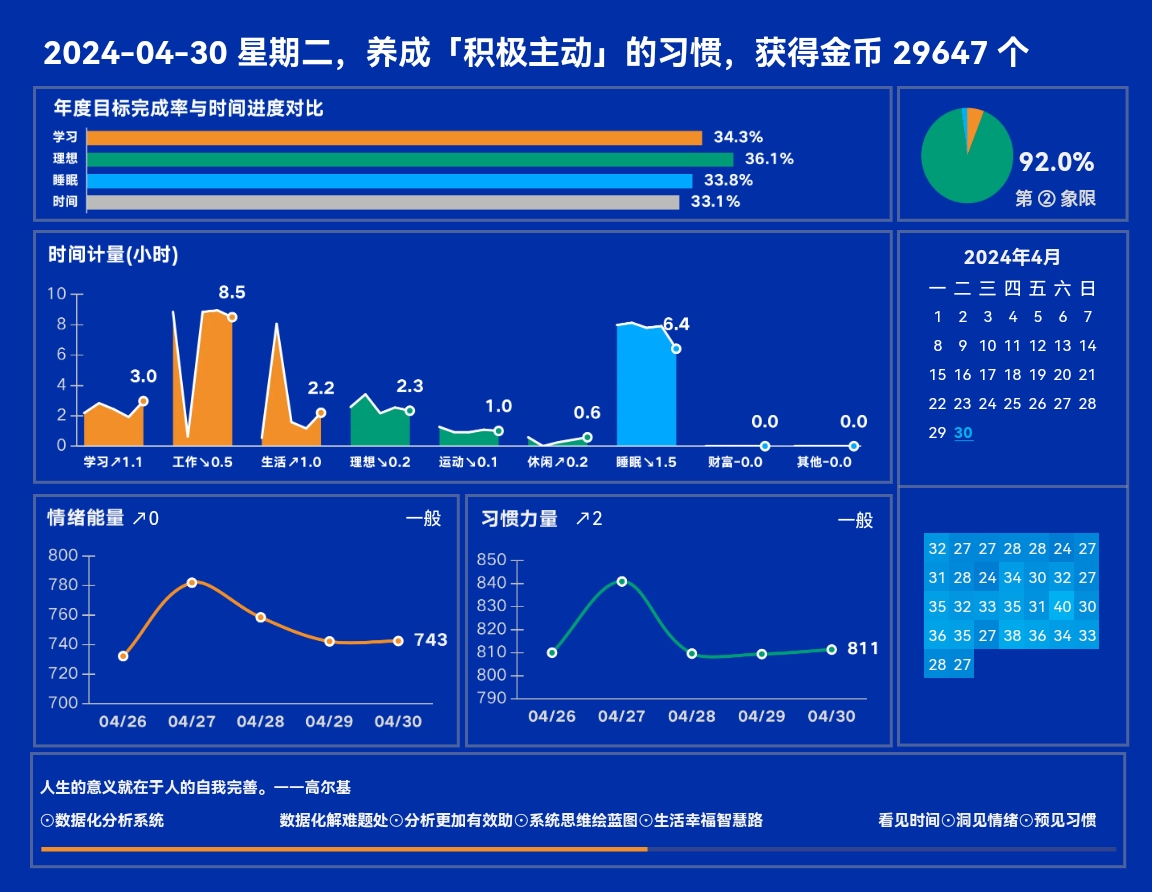 2024-04-30 星期二，养成「积极主动」的习惯，获得金币 29647 个
年度目标完成率与时间进度对比
学习 34.3%
理想 36.1%
睡眠 33.8%
时间 33.1%
92.0%
第 ② 象限
时间计量(小时)
10
8
6
4
2
0
3.0
8.5
2.2
2.3
1.0
0.6
6.4
0.0
0.0
学习↗1.1 工作↘0.5 生活↗1.0 理想↘0.2 运动↘0.1 休闲↗0.2 睡眠↘1.5 财富-0.0 其他-0.0
2024年4月
一 二 三 四 五 六 日
1 2 3 4 5 6 7
8 9 10 11 12 13 14
15 16 17 18 19 20 21
22 23 24 25 26 27 28
29 30
情绪能量 ↗0 一般
800
780
760
740
720
700
743
04/26 04/27 04/28 04/29 04/30
习惯力量 ↗2 一般
850
840
830
820
810
800
790
811
04/26 04/27 04/28 04/29 04/30
32 27 27 28 28 24 27
31 28 24 34 30 32 27
35 32 33 35 31 40 30
36 35 27 38 36 34 33
28 27
人生的意义就在于人的自我完善。——高尔基
⊙数据化分析系统 数据化解难题处⊙分析更加有效助⊙系统思维绘蓝图⊙生活幸福智慧路 看见时间⊙洞见情绪⊙预见习惯